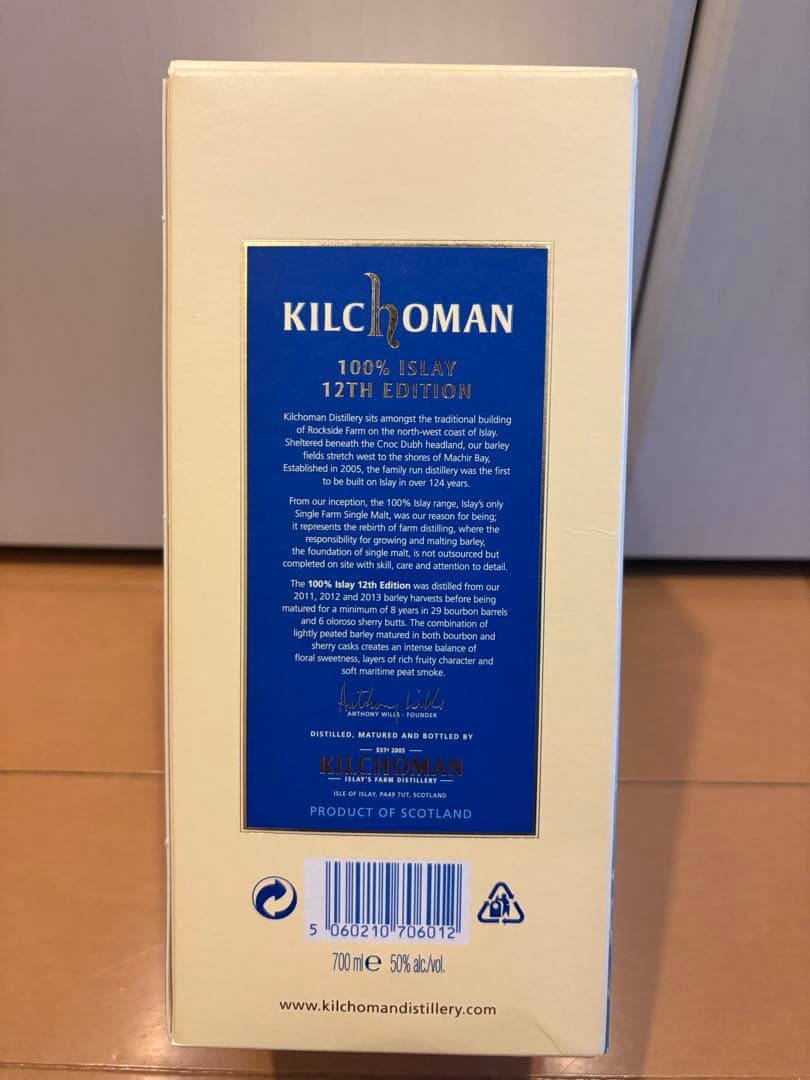 KILCHOMAN
100% ISLAY
12TH EDITION
Kilchoman Distillery sits amongst the traditional building
of Rockside Farm on the north-west coast of Islay.
Sheltered beneath the Cnoc Dubh headland, our barley
fields stretch west to the shores of Machir Bay,
Established in 2005, the family run distillery was the first
to be built on Islay in over 124 years.
From our inception, the 100% Islay range, Islay's only
Single Farm Single Malt, was our reason for being;
it represents the rebirth of farm distilling, where the
responsibility for growing and malting barley,
the foundation of single malt, is not outsourced but
completed on site with skill, care and attention to detail.
The 100% Islay 12th Edition was distilled from our
2011, 2012 and 2013 barley harvests before being
matured for a minimum of 8 years in 29 bourbon barrels
and 6 oloroso sherry butts. The combination of
lightly peated barley matured in both bourbon and
sherry casks creates an intense balance of
floral sweetness, layers of rich fruity character and
soft maritime peat smoke.
Anthony Wills
ANTHONY WILLS - FOUNDER
DISTILLED, MATURED AND BOTTLED BY
ESTD 2005
KILCHOMAN
ISLAY'S FARM DISTILLERY
ISLE OF ISLAY, PA49 7UT, SCOTLAND
PRODUCT OF SCOTLAND
5 060210 706012
700 ml e 50% alc./vol.
www.kilchomandistillery.com